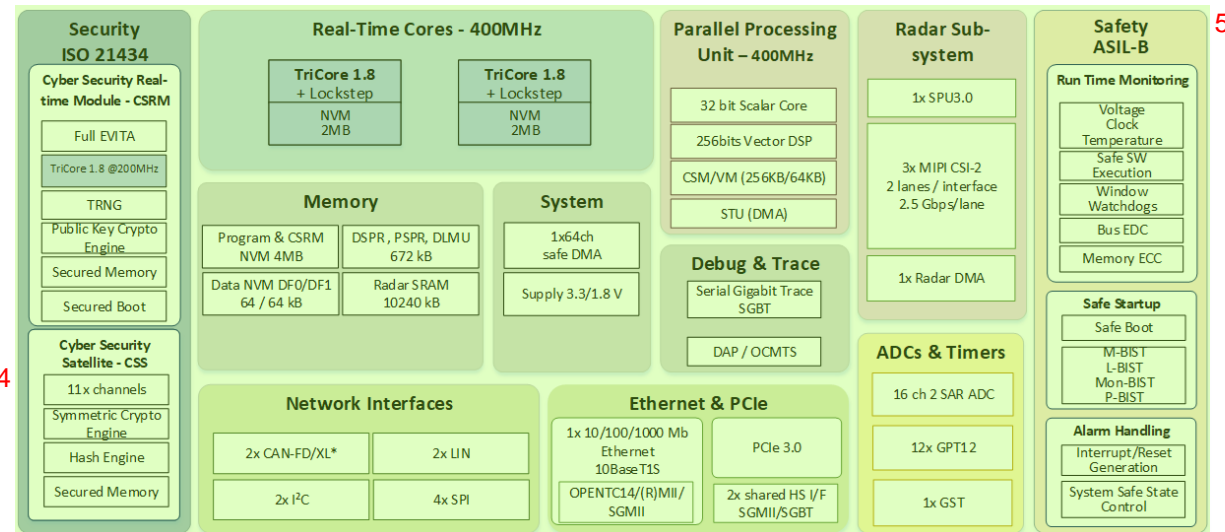 Security
ISO 21434
Cyber Security Real-
time Module - CSRM
Full EVITA
TriCore 1.8 @200MHz
TRNG
Public Key Crypto
Engine
Secured Memory
Secured Boot
Cyber Security
Satellite - CSS
11x channels
Symmetric Crypto
Engine
Hash Engine
Secured Memory
4
Real-Time Cores - 400MHz
TriCore 1.8
+ Lockstep
NVM
2MB
TriCore 1.8
+ Lockstep
NVM
2MB
Memory
Program & CSRM
NVM 4MB
DSPR , PSPR, DLMU
672 kB
Data NVM DF0/DF1
64 / 64 kB
Radar SRAM
10240 kB
System
1x64ch
safe DMA
Supply 3.3/1.8 V
Parallel Processing
Unit – 400MHz
32 bit Scalar Core
256bits Vector DSP
CSM/VM (256KB/64KB)
STU (DMA)
Debug & Trace
Serial Gigabit Trace
SGBT
DAP / OCMTS
Radar Sub-
system
1x SPU3.0
3x MIPI CSI-2
2 lanes / interface
2.5 Gbps/lane
1x Radar DMA
Network Interfaces
2x CAN-FD/XL*
2x LIN
2x I²C
4x SPI
Ethernet & PCIe
1x 10/100/1000 Mb
Ethernet
10BaseT1S
OPENTC14/(R)MII/
SGMII
PCIe 3.0
2x shared HS I/F
SGMII/SGBT
ADCs & Timers
16 ch 2 SAR ADC
12x GPT12
1x GST
5
Safety
ASIL-B
Run Time Monitoring
Voltage
Clock
Temperature
Safe SW
Execution
Window
Watchdogs
Bus EDC
Memory ECC
Safe Startup
Safe Boot
M-BIST
L-BIST
Mon-BIST
P-BIST
Alarm Handling
Interrupt/Reset
Generation
System Safe State
Control